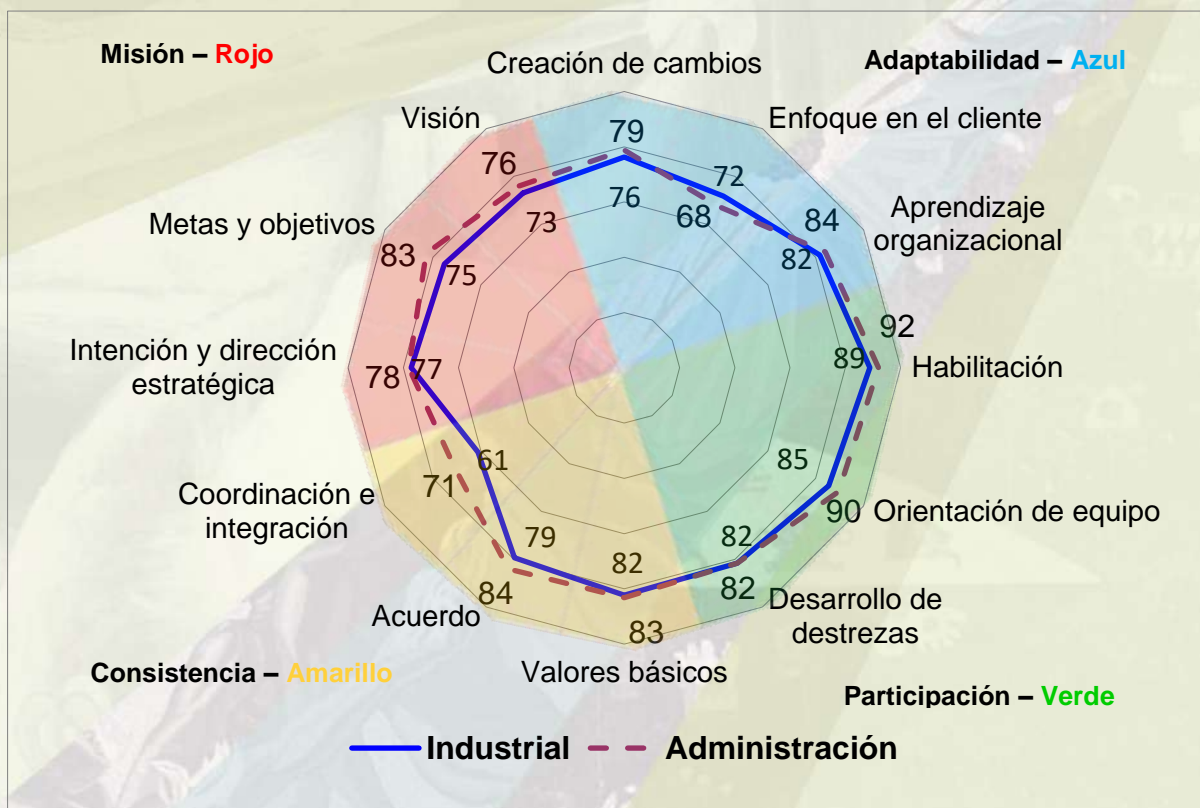 Misión – Rojo
Creación de cambios
Adaptabilidad – Azul
Visión
Enfoque en el cliente
79
76
72
76
73
68
Metas y objetivos
83
75
84
82
Aprendizaje
organizacional
92
89
Habilitación
Intención y dirección
estratégica
78
77
61
71
85
90
Orientación de equipo
Coordinación e
integración
79
84
82
83
82
82
Desarrollo de
destrezas
Acuerdo
Valores básicos
Consistencia – Amarillo
Participación – Verde
Industrial
Administración